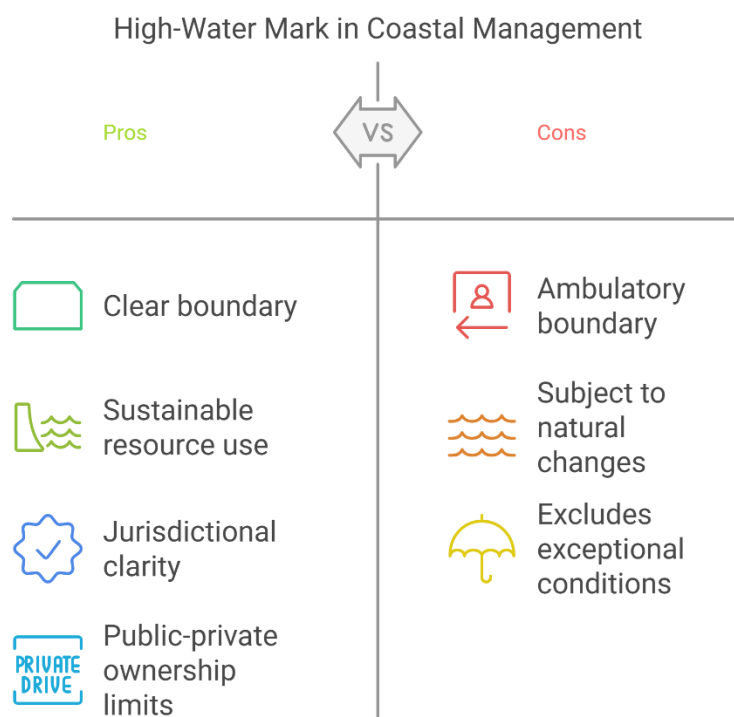 High-Water Mark in Coastal Management
Pros
VS
Cons
Clear boundary
Sustainable
resource use
Jurisdictional
clarity
PRIVATE
DRIVE
Public-private
ownership
limits
Ambulatory
boundary
Subject to
natural
changes
Excludes
exceptional
conditions